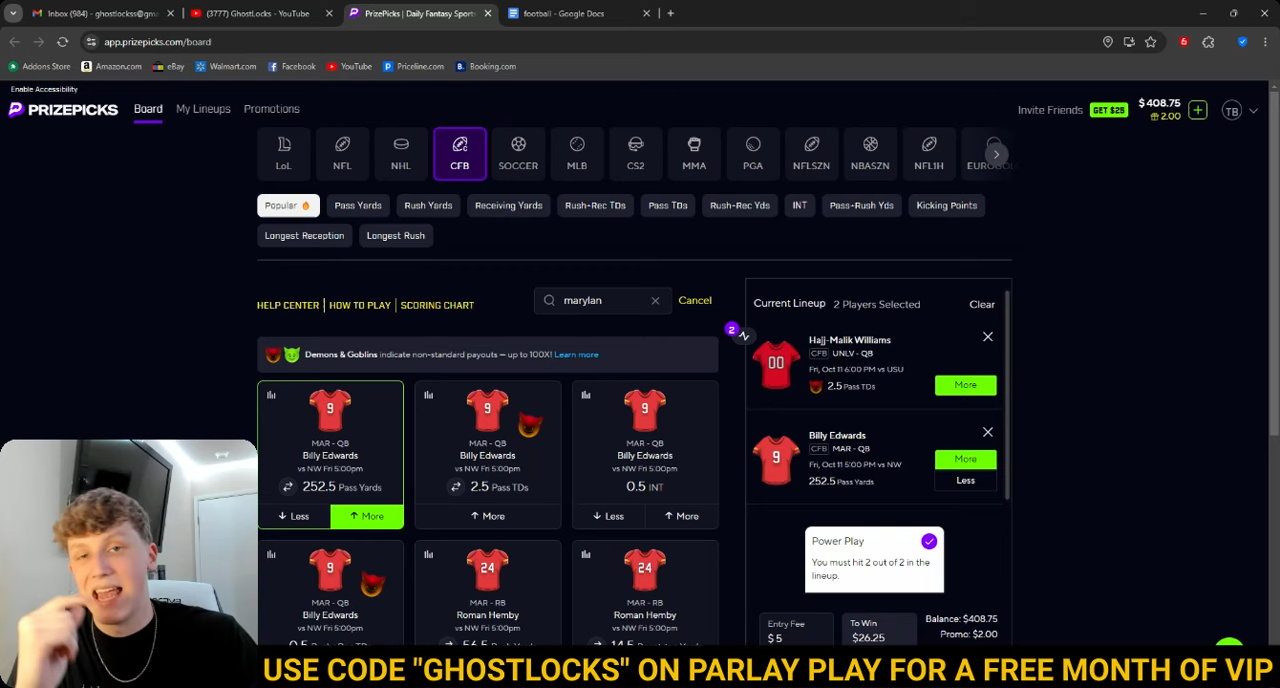 Inbox (984) - ghostlockss@gm
(3777) GhostLocks - YouTube
PrizePicks | Daily Fantasy Sports
football - Google Docs
app.prizepicks.com/board
6
Addons Store
Amazon.com
eBay
Walmart.com
Facebook
YouTube
Priceline.com
Booking.com
Enable Accessibility
PRIZEPICKS
Board
My Lineups
Promotions
Invite Friends
GET $25
$408.75
2.00
TB
LoL
NFL
NHL
CFB
SOCCER
MLB
CS2
MMA
PGA
NFLSZN
NBASZN
NFL1H
Popular
Pass Yards
Rush Yards
Receiving Yards
Rush-Rec TDs
Pass TDs
Rush-Rec Yds
INT
Pass-Rush Yds
Kicking Points
Longest Reception
Longest Rush
HELP CENTER | HOW TO PLAY | SCORING CHART
marylan
Cancel
Demons & Goblins indicate non-standard payouts — up to 100X! Learn more
9
MAR - QB
Billy Edwards
vs NW Fri 5:00pm
252.5 Pass Yards
Less
More
9
MAR - QB
Billy Edwards
vs NW Fri 5:00pm
2.5 Pass TDs
More
9
MAR - QB
Billy Edwards
vs NW Fri 5:00pm
0.5 INT
Less
More
9
MAR - QB
Billy Edwards
vs NW Fri 5:00pm
24
MAR - RB
Roman Hemby
vs NW Fri 5:00pm
24
MAR - RB
Roman Hemby
vs NW Fri 5:00pm
Current Lineup 2 Players Selected
Clear
2
00
Hajj-Malik Williams
CFB UNLV - QB
Fri, Oct 11 6:00 PM vs USU
2.5 Pass TDs
More
9
Billy Edwards
CFB MAR - QB
Fri, Oct 11 5:00 PM vs NW
252.5 Pass Yards
More
Less
Power Play
You must hit 2 out of 2 in the
lineup.
Entry Fee
$ 5
To Win
$26.25
Balance: $408.75
Promo: $2.00
USE CODE "GHOSTLOCKS" ON PARLAY PLAY FOR A FREE MONTH OF VIP